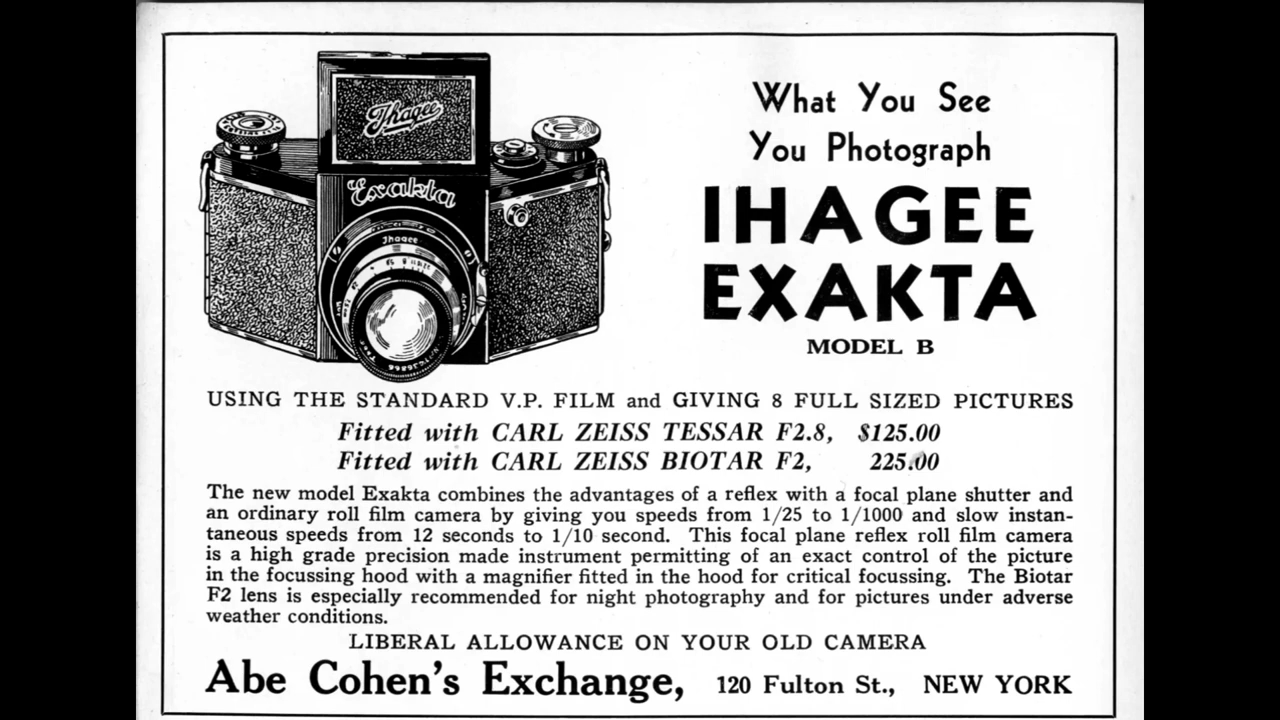 Ihagee
Exakta
Ihagee
What You See
You Photograph
IHAGEE
EXAKTA
MODEL B
USING THE STANDARD V.P. FILM and GIVING 8 FULL SIZED PICTURES
Fitted with CARL ZEISS TESSAR F2.8, $125.00
Fitted with CARL ZEISS BIOTAR F2, 225.00
The new model Exakta combines the advantages of a reflex with a focal plane shutter and
an ordinary roll film camera by giving you speeds from 1/25 to 1/1000 and slow instan-
taneous speeds from 12 seconds to 1/10 second. This focal plane reflex roll film camera
is a high grade precision made instrument permitting of an exact control of the picture
in the focussing hood with a magnifier fitted in the hood for critical focussing. The Biotar
F2 lens is especially recommended for night photography and for pictures under adverse
weather conditions.
LIBERAL ALLOWANCE ON YOUR OLD CAMERA
Abe Cohen's Exchange, 120 Fulton St., NEW YORK